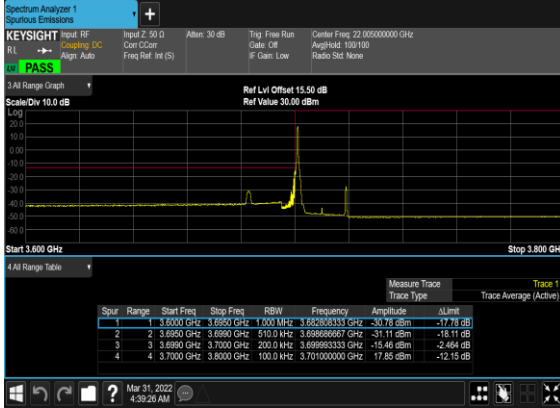 Spectrum Analyzer 1
Spurious Emissions
+
KEYSIGHT Input: RF Input Z: 50 Ω Atten: 30 dB Trig: Free Run Center Freq: 22.005000000 GHz
RL Coupling: DC Corr CCorr Gate: Off Avg|Hold: 100/100
Align: Auto Freq Ref: Int (S) IF Gain: Low Radio Std: None
LXI PASS
3.All Range Graph Ref Lvl Offset 15.50 dB
Scale/Div 10.0 dB Ref Value 30.00 dBm
Log
20.0
10.0
0.00
-10.0
-20.0
-30.0
-40.0
-50.0
-60.0
Start 3.600 GHz Stop 3.800 GH
4.All Range Table
Measure Trace Trace 1
Trace Type Trace Average (Active)
Spur Range Start Freq Stop Freq RBW Frequency Amplitude ΔLimit
1 1 3.6000 GHz 3.6950 GHz 1.000 MHz 3.682808333 GHz -30.78 dBm -17.78 dB
2 2 3.6950 GHz 3.6990 GHz 510.0 kHz 3.698686667 GHz -31.11 dBm -18.11 dB
3 3 3.6990 GHz 3.7000 GHz 200.0 kHz 3.699993333 GHz -15.46 dBm -2.464 dB
4 4 3.7000 GHz 3.8000 GHz 100.0 kHz 3.701000000 GHz 17.85 dBm -12.15 dB
? Mar 31, 2022
4:39:26 AM